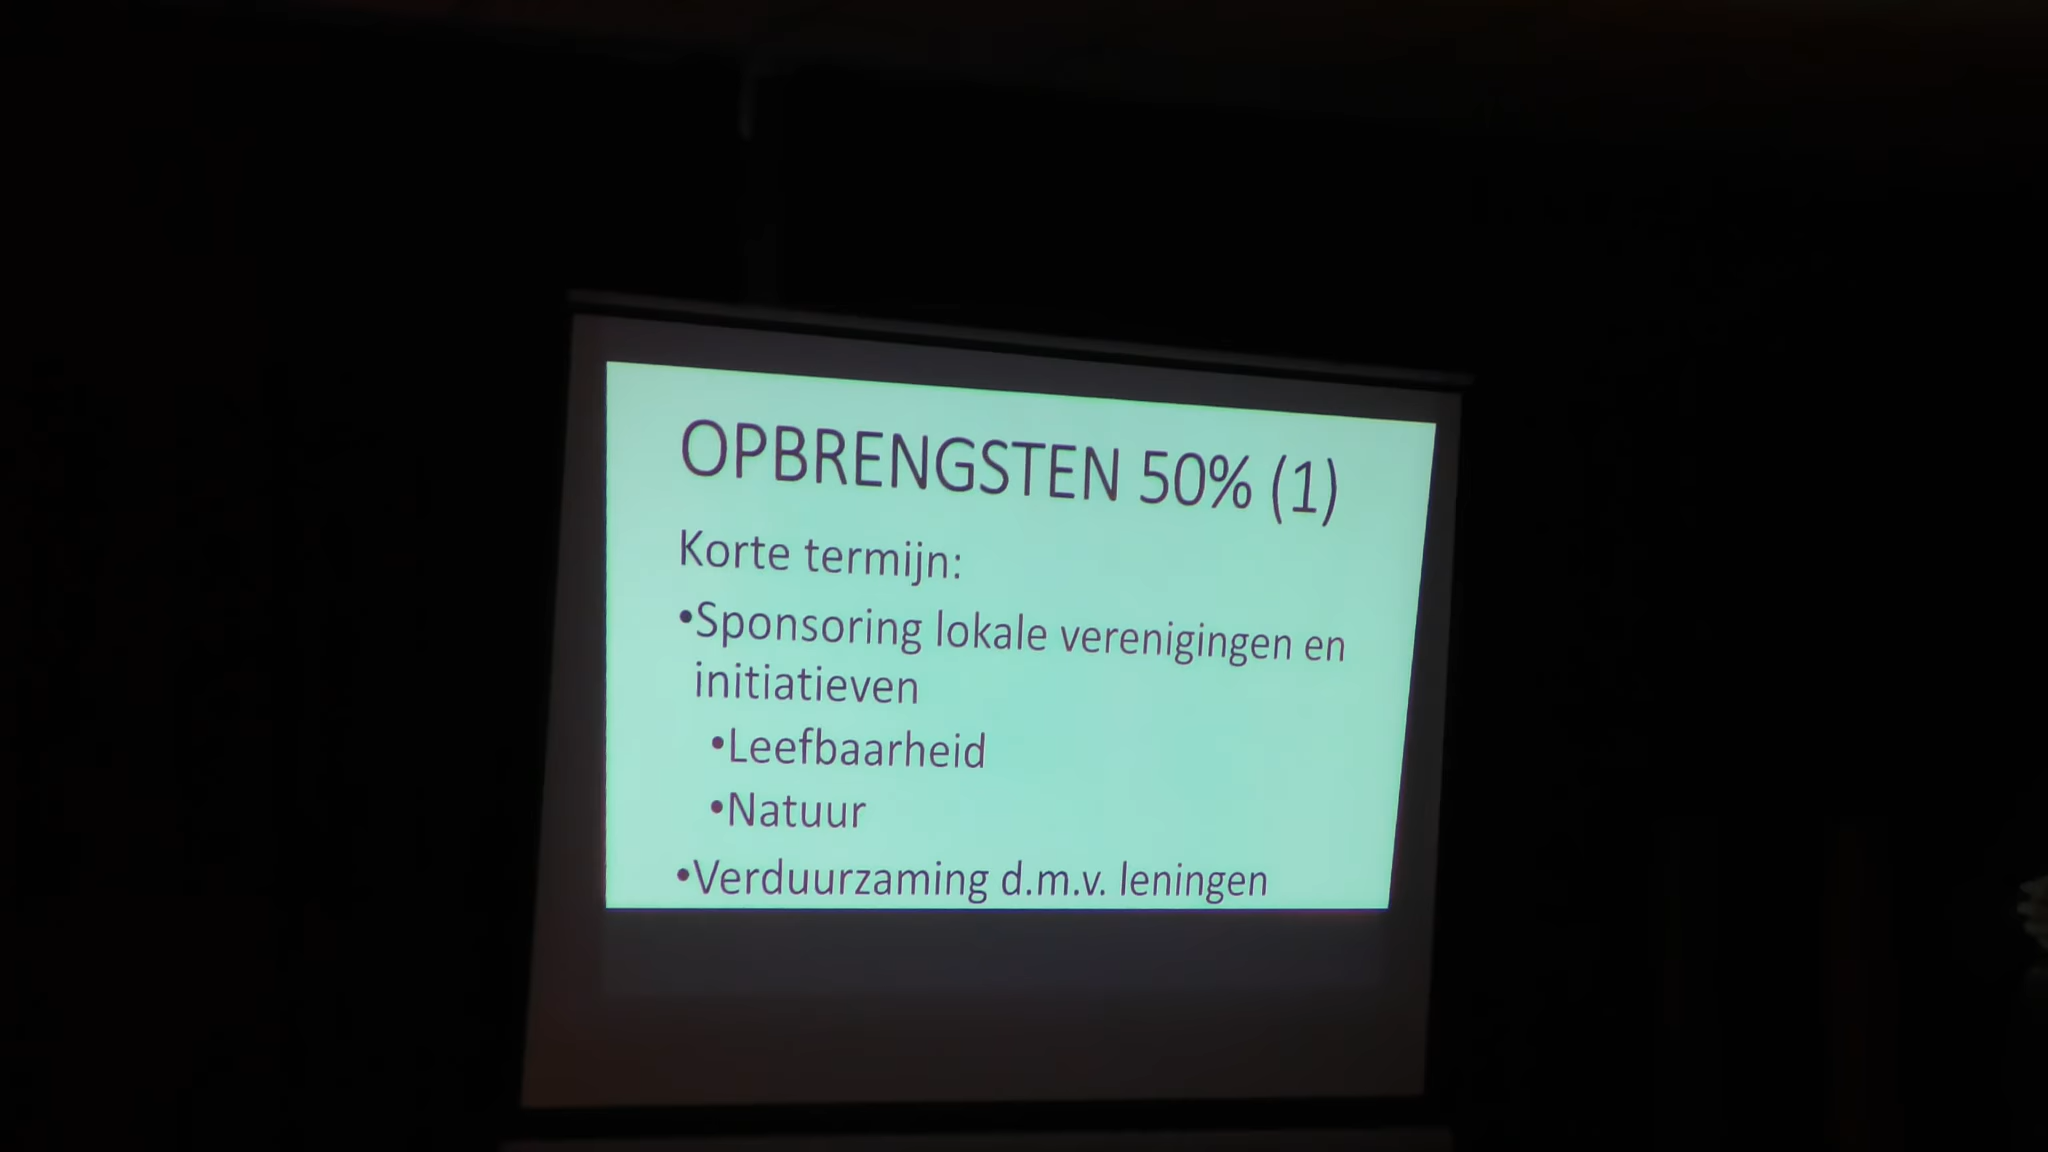 OPBRENGSTEN 50% (1)
Korte termijn:
•Sponsoring lokale verenigingen en
initiatieven
•Leefbaarheid
•Natuur
•Verduurzaming d.m.v. leningen